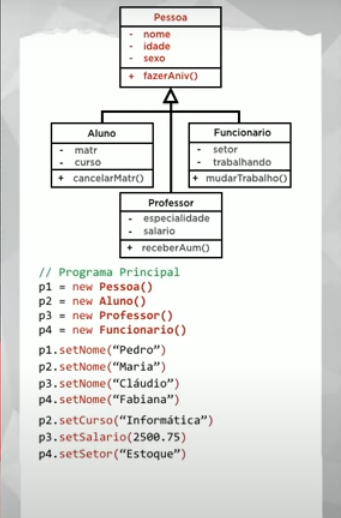 Pessoa
- nome
- idade
- sexo
+ fazerAniv()
Aluno
- matr
- curso
+ cancelarMatr()
Funcionario
- setor
- trabalhando
+ mudarTrabalho()
Professor
- especialidade
- salario
+ receberAum()
// Programa Principal
p1 = new Pessoa()
p2 = new Aluno()
p3 = new Professor()
p4 = new Funcionario()
p1.setNome(“Pedro”)
p2.setNome(“Maria”)
p3.setNome(“Cláudio”)
p4.setNome(“Fabiana”)
p2.setCurso(“Informática”)
p3.setSalario(2500.75)
p4.setSetor(“Estoque”)